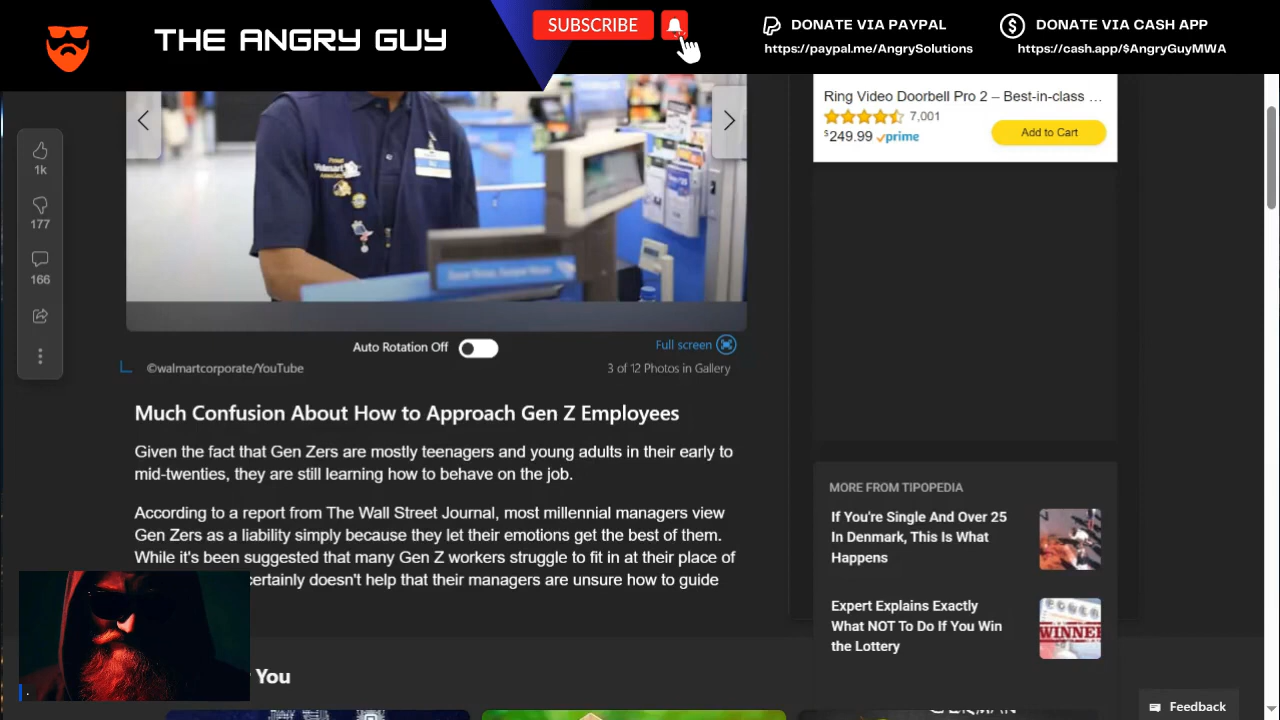 THE ANGRY GUY
SUBSCRIBE
DONATE VIA PAYPAL
https://paypal.me/AngrySolutions
DONATE VIA CASH APP
https://cash.app/$AngryGuyMWA
Ring Video Doorbell Pro 2 – Best-in-class ...
7,001
$249.99 prime
Add to Cart
1k
177
166
Walmart
Auto Rotation Off
Full screen
©walmartcorporate/YouTube
3 of 12 Photos in Gallery
Much Confusion About How to Approach Gen Z Employees
Given the fact that Gen Zers are mostly teenagers and young adults in their early to
mid-twenties, they are still learning how to behave on the job.
According to a report from The Wall Street Journal, most millennial managers view
Gen Zers as a liability simply because they let their emotions get the best of them.
While it's been suggested that many Gen Z workers struggle to fit in at their place of
certainly doesn't help that their managers are unsure how to guide
You
MORE FROM TIPOPEDIA
If You're Single And Over 25
In Denmark, This Is What
Happens
Expert Explains Exactly
What NOT To Do If You Win
the Lottery
WINNER
Feedback